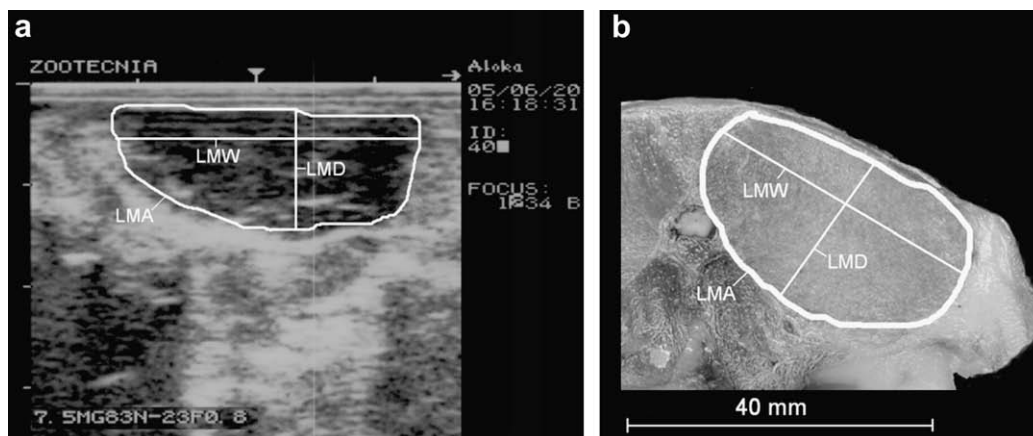 a
ZOOTECNIA
Aloka
05/06/20
16:18:31
ID:
40
FOCUS:
LMW
LMD
LMA
7.5MG83N-23F0.8
b
LMW
LMD
LMA
40 mm